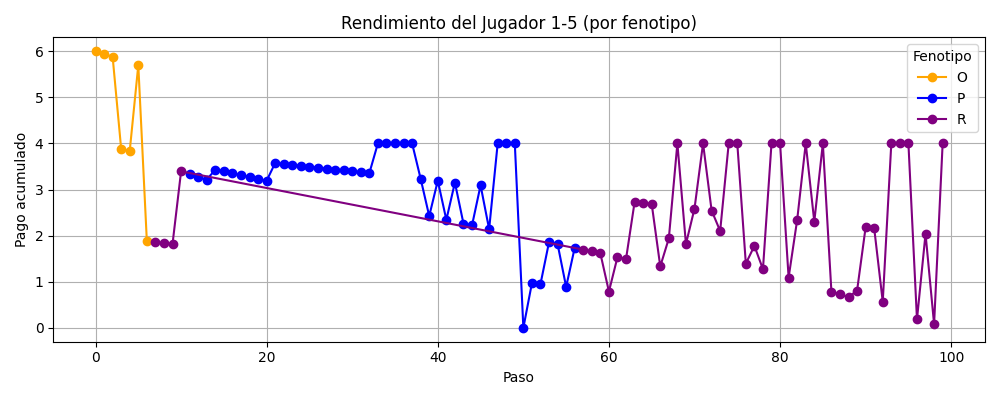 Rendimiento del Jugador 1-5 (por fenotipo)
Pago acumulado
6
5
4
3
2
1
0
0 20 40 60 80 100
Paso
Fenotipo
O
P
R